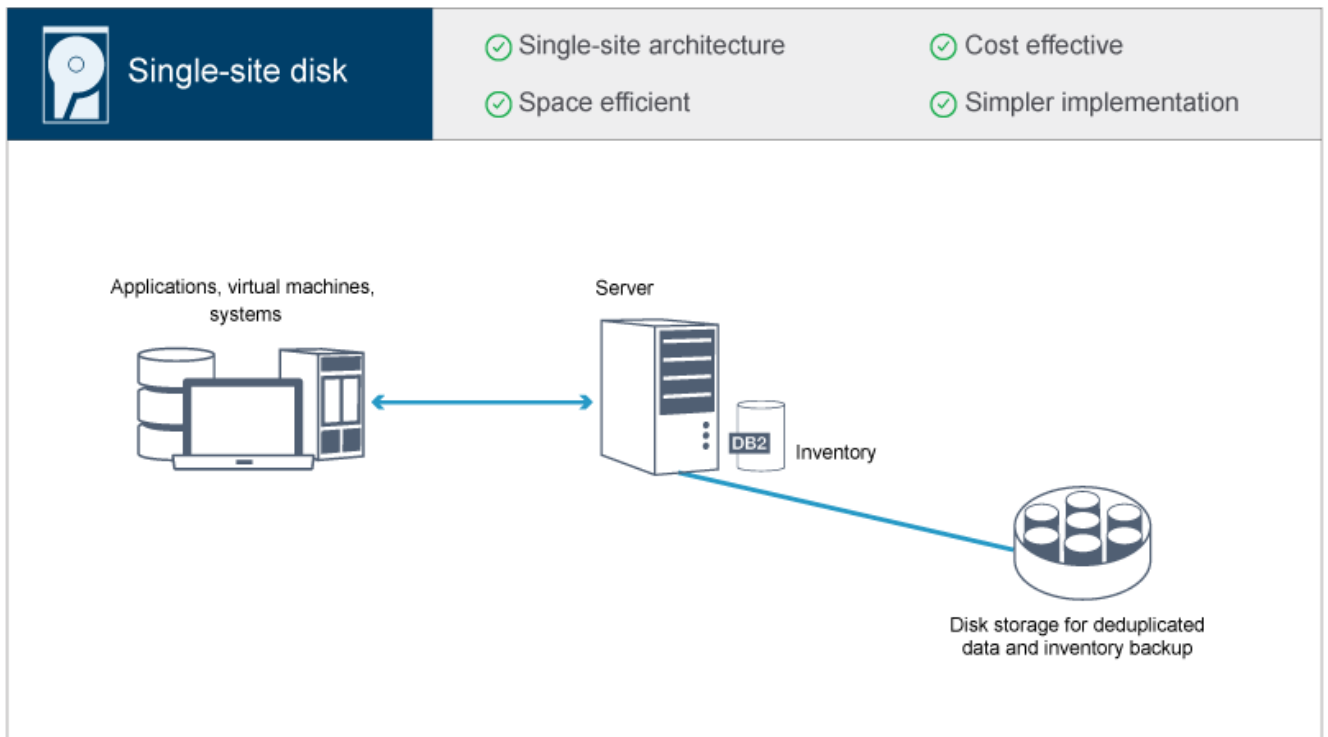 Single-site disk
Single-site architecture
Cost effective
Space efficient
Simpler implementation
Applications, virtual machines,
systems
Server
DB2
Inventory
Disk storage for deduplicated
data and inventory backup